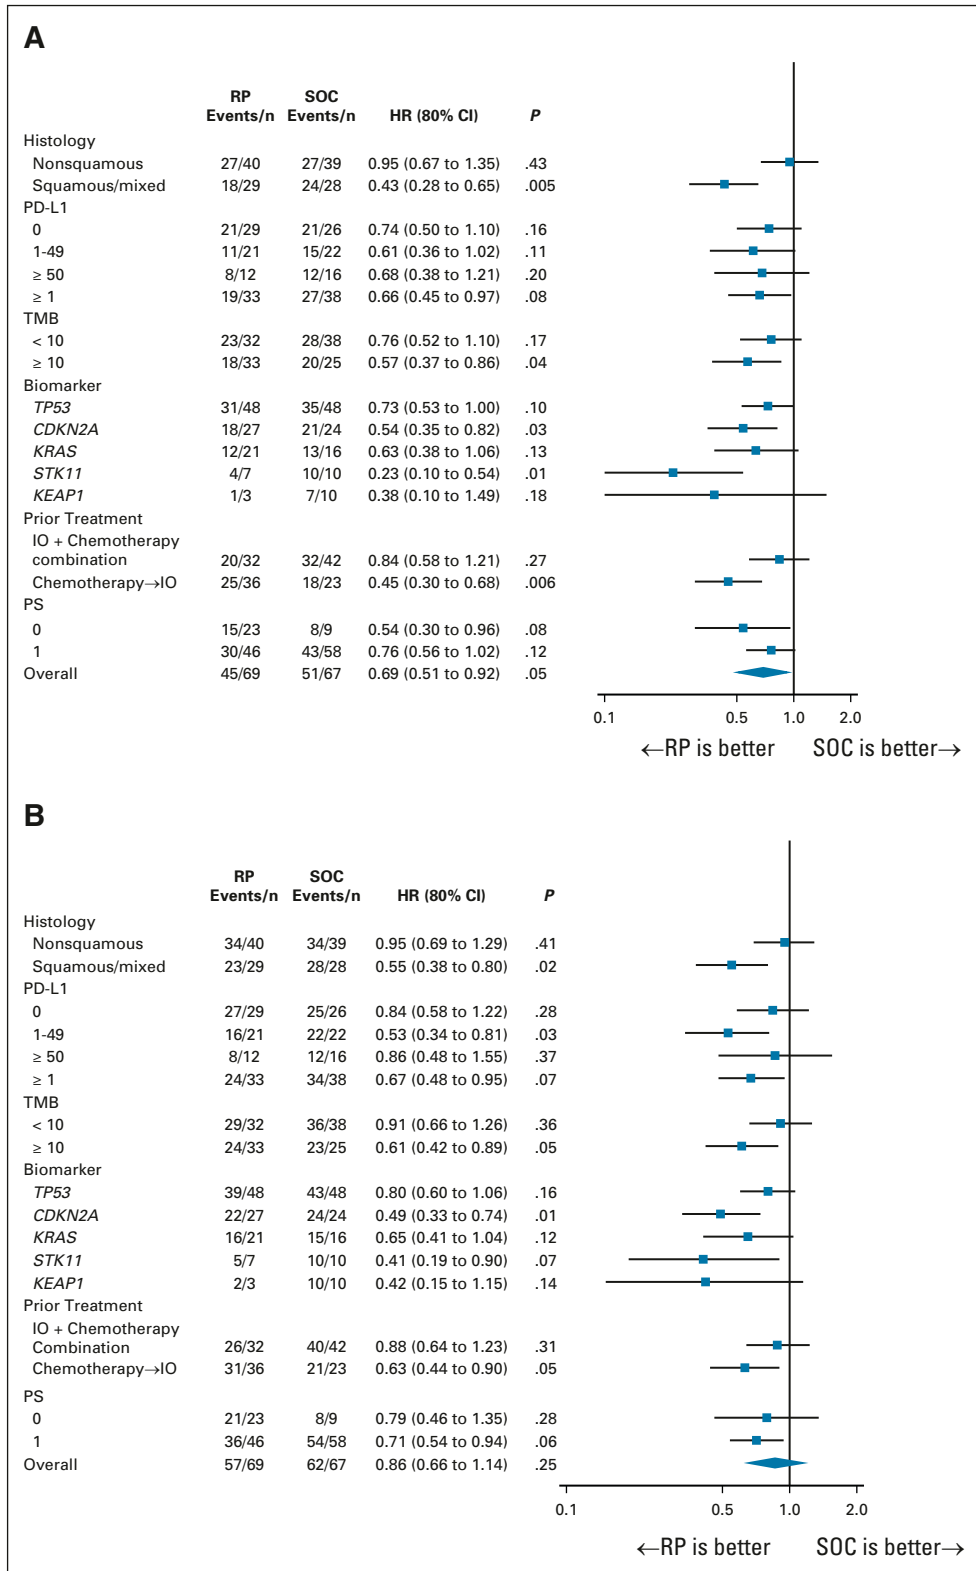 A
RP Events/n SOC Events/n HR (80% CI) P
Histology
Nonsquamous 27/40 27/39 0.95 (0.67 to 1.35) .43
Squamous/mixed 18/29 24/28 0.43 (0.28 to 0.65) .005
PD-L1
0 21/29 21/26 0.74 (0.50 to 1.10) .16
1-49 11/21 15/22 0.61 (0.36 to 1.02) .11
≥ 50 8/12 12/16 0.68 (0.38 to 1.21) .20
≥ 1 19/33 27/38 0.66 (0.45 to 0.97) .08
TMB
< 10 23/32 28/38 0.76 (0.52 to 1.10) .17
≥ 10 18/33 20/25 0.57 (0.37 to 0.86) .04
Biomarker
TP53 31/48 35/48 0.73 (0.53 to 1.00) .10
CDKN2A 18/27 21/24 0.54 (0.35 to 0.82) .03
KRAS 12/21 13/16 0.63 (0.38 to 1.06) .13
STK11 4/7 10/10 0.23 (0.10 to 0.54) .01
KEAP1 1/3 7/10 0.38 (0.10 to 1.49) .18
Prior Treatment
IO + Chemotherapy
combination 20/32 32/42 0.84 (0.58 to 1.21) .27
Chemotherapy→IO 25/36 18/23 0.45 (0.30 to 0.68) .006
PS
0 15/23 8/9 0.54 (0.30 to 0.96) .08
1 30/46 43/58 0.76 (0.56 to 1.02) .12
Overall 45/69 51/67 0.69 (0.51 to 0.92) .05
0.1 0.5 1.0 2.0
←RP is better SOC is better→
B
RP Events/n SOC Events/n HR (80% CI) P
Histology
Nonsquamous 34/40 34/39 0.95 (0.69 to 1.29) .41
Squamous/mixed 23/29 28/28 0.55 (0.38 to 0.80) .02
PD-L1
0 27/29 25/26 0.84 (0.58 to 1.22) .28
1-49 16/21 22/22 0.53 (0.34 to 0.81) .03
≥ 50 8/12 12/16 0.86 (0.48 to 1.55) .37
≥ 1 24/33 34/38 0.67 (0.48 to 0.95) .07
TMB
< 10 29/32 36/38 0.91 (0.66 to 1.26) .36
≥ 10 24/33 23/25 0.61 (0.42 to 0.89) .05
Biomarker
TP53 39/48 43/48 0.80 (0.60 to 1.06) .16
CDKN2A 22/27 24/24 0.49 (0.33 to 0.74) .01
KRAS 16/21 15/16 0.65 (0.41 to 1.04) .12
STK11 5/7 10/10 0.41 (0.19 to 0.90) .07
KEAP1 2/3 10/10 0.42 (0.15 to 1.15) .14
Prior Treatment
IO + Chemotherapy
Combination 26/32 40/42 0.88 (0.64 to 1.23) .31
Chemotherapy→IO 31/36 21/23 0.63 (0.44 to 0.90) .05
PS
0 21/23 8/9 0.79 (0.46 to 1.35) .28
1 36/46 54/58 0.71 (0.54 to 0.94) .06
Overall 57/69 62/67 0.86 (0.66 to 1.14) .25
0.1 0.5 1.0 2.0
←RP is better SOC is better→